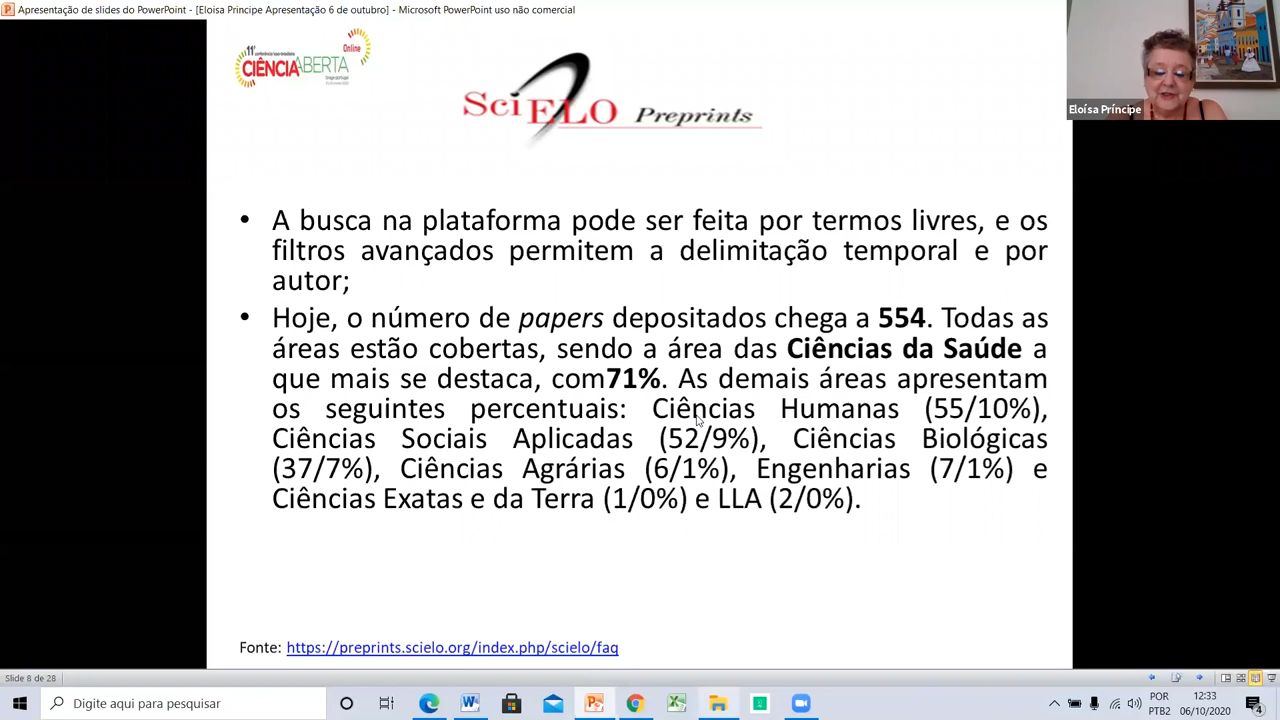 Apresentação de slides do PowerPoint - [Eloisa Principe Apresentação 6 de outubro] - Microsoft PowerPoint uso não comercial
11ª
Online
CIÊNCIAABERTA
SciELO Preprints
Eloísa Príncipe
• A busca na plataforma pode ser feita por termos livres, e os
filtros avançados permitem a delimitação temporal e por
autor;
• Hoje, o número de papers depositados chega a 554. Todas as
áreas estão cobertas, sendo a área das Ciências da Saúde a
que mais se destaca, com71%. As demais áreas apresentam
os seguintes percentuais: Ciências Humanas (55/10%),
Ciências Sociais Aplicadas (52/9%), Ciências Biológicas
(37/7%), Ciências Agrárias (6/1%), Engenharias (7/1%) e
Ciências Exatas e da Terra (1/0%) e LLA (2/0%).
Fonte: https://preprints.scielo.org/index.php/scielo/faq
Slide 8 de 28
Digite aqui para pesquisar
POR
PTB2
12:33
06/10/2020
4